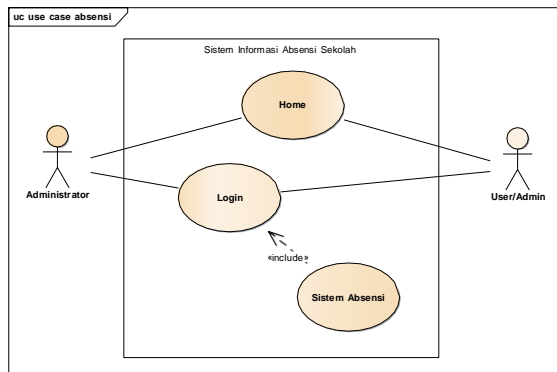 uc use case absensi
Sistem Informasi Absensi Sekolah
Home
Administrator
User/Admin
Login
«include»
Sistem Absensi